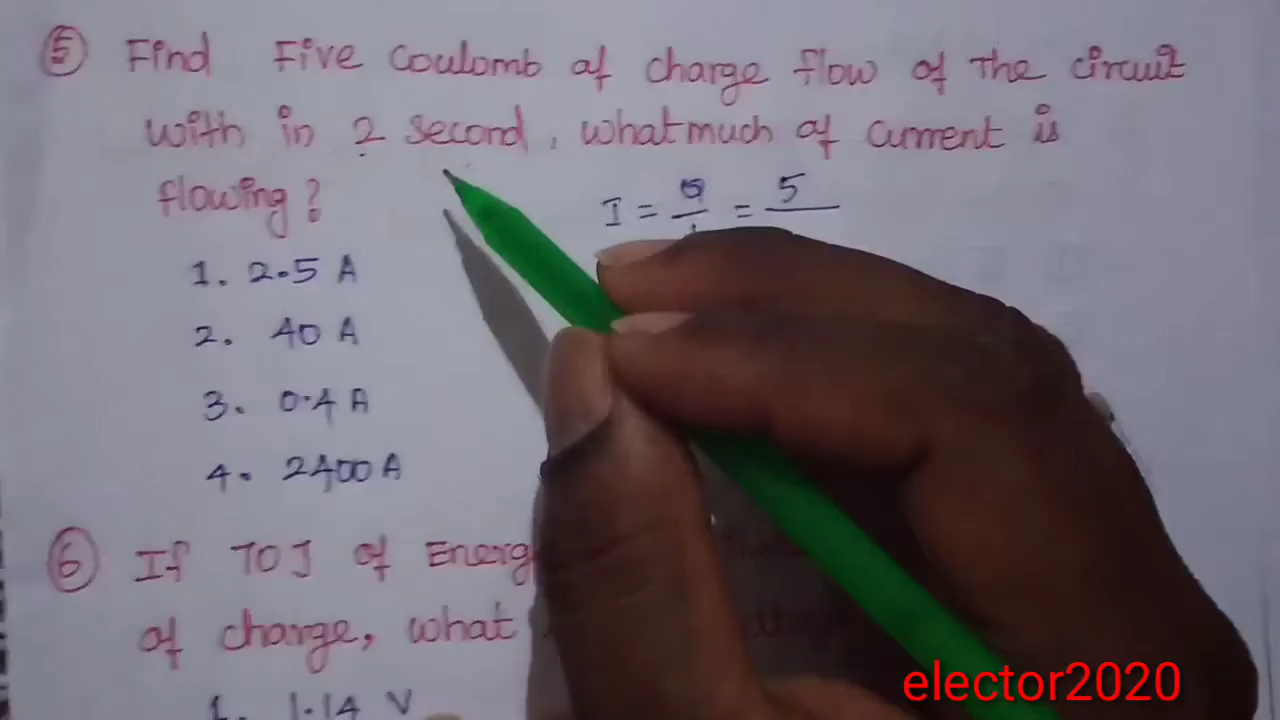 ⑤ Find Five Coulomb of charge flow of the circuit
with in 2 second, what much of current is
flowing?
I = Q/ = 5/
1. 2.5 A
2. 40 A
3. 0.4 A
4. 2400 A
⑥ If 70J of Energ
of charge, what
1. 1.14 V
elector2020